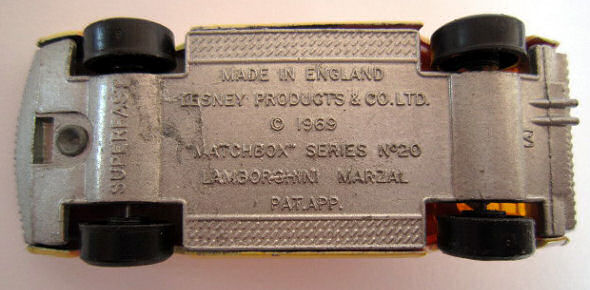 MADE IN ENGLAND
LESNEY PRODUCTS & CO. LTD.
© 1969
"MATCHBOX" SERIES Nº20
LAMBORGHINI MARZAL
PAT. APP.
SUPERFAST